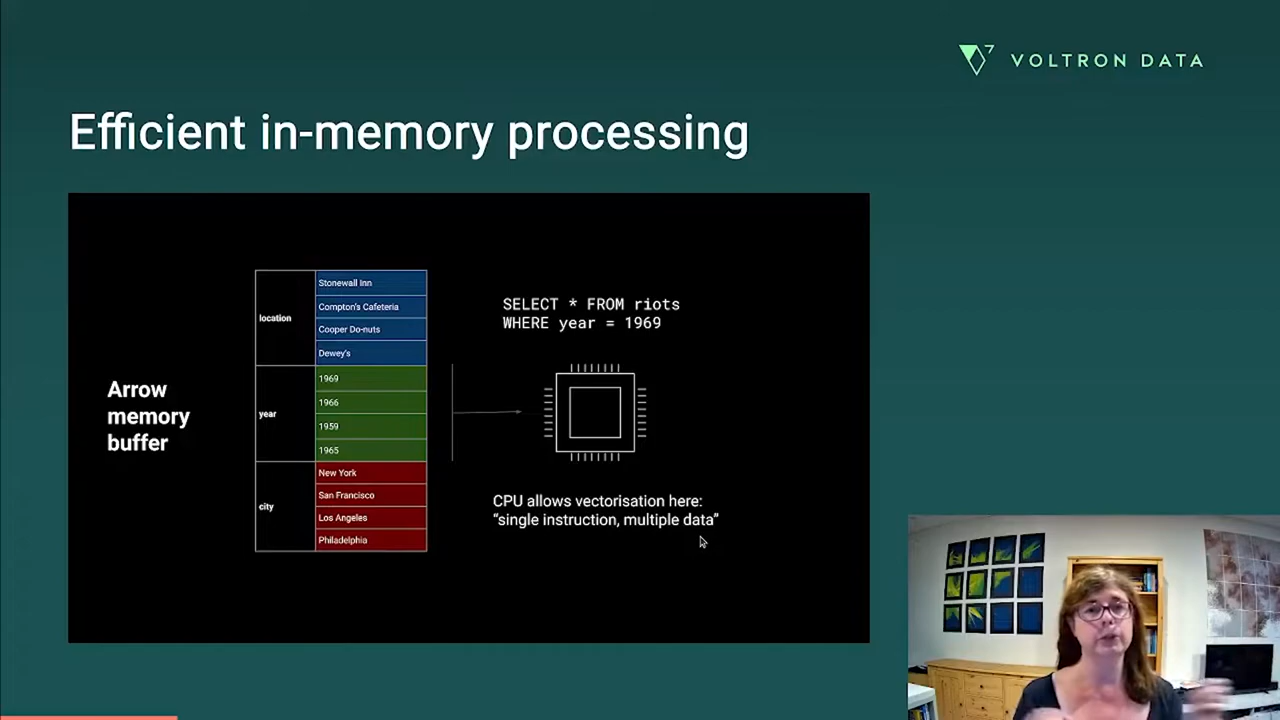 VOLTRON DATA
Efficient in-memory processing
Arrow
memory
buffer
location
Stonewall Inn
Compton's Cafeteria
Cooper Do-nuts
Dewey's
year
1969
1966
1959
1965
city
New York
San Francisco
Los Angeles
Philadelphia
SELECT * FROM riots
WHERE year = 1969
CPU allows vectorisation here:
“single instruction, multiple data”